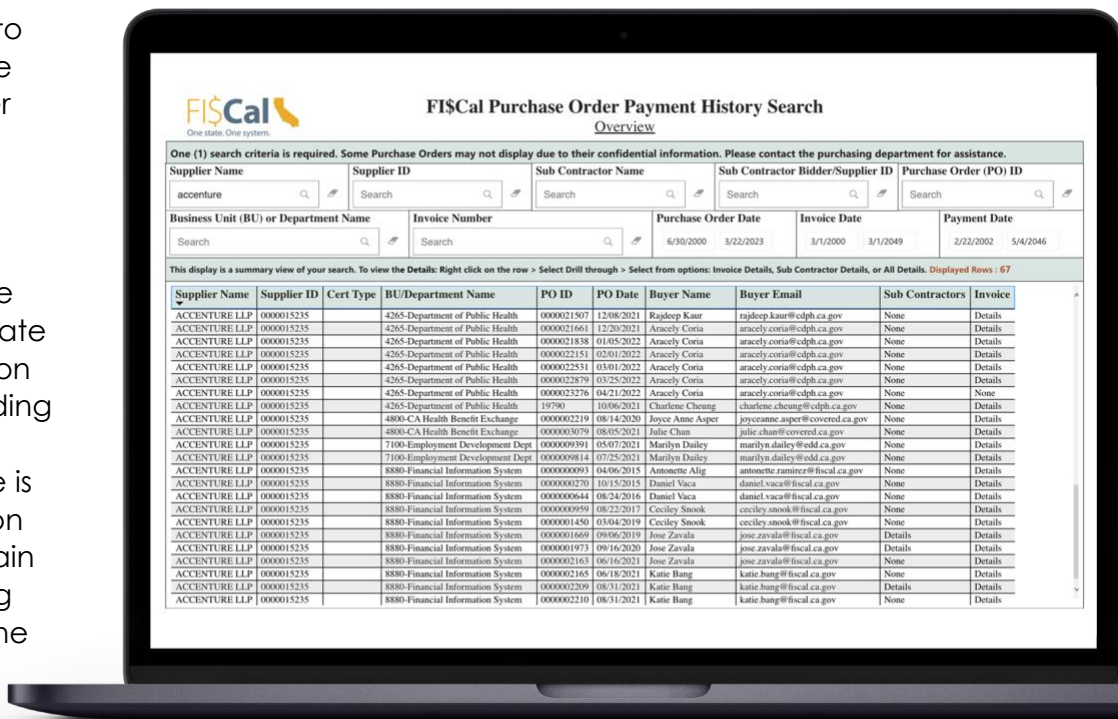 to
e
er
e
ate
on
ding
e is
on
ain
g
he
FI$Cal
One state. One system.
FI$Cal Purchase Order Payment History Search
Overview
One (1) search criteria is required. Some Purchase Orders may not display due to their confidential information. Please contact the purchasing department for assistance.
Supplier Name Supplier ID Sub Contractor Name Sub Contractor Bidder/Supplier ID Purchase Order (PO) ID
accenture Search Search Search Search
Business Unit (BU) or Department Name Invoice Number Purchase Order Date Invoice Date Payment Date
Search Search 6/30/2000 3/22/2023 3/1/2000 3/1/2049 2/22/2002 5/4/2046
This display is a summary view of your search. To view the Details: Right click on the row > Select Drill through > Select from options: Invoice Details, Sub Contractor Details, or All Details. Displayed Rows : 67
Supplier Name Supplier ID Cert Type BU/Department Name PO ID PO Date Buyer Name Buyer Email Sub Contractors Invoice
ACCENTURE LLP 0000015235 4265-Department of Public Health 0000021507 12/08/2021 Rajdeep Kaur rajdeep.kaur@cdph.ca.gov None Details
ACCENTURE LLP 0000015235 4265-Department of Public Health 0000021661 12/20/2021 Aracely Coria aracely.coria@cdph.ca.gov None Details
ACCENTURE LLP 0000015235 4265-Department of Public Health 0000021838 01/05/2022 Aracely Coria aracely.coria@cdph.ca.gov None Details
ACCENTURE LLP 0000015235 4265-Department of Public Health 0000022151 02/01/2022 Aracely Coria aracely.coria@cdph.ca.gov None Details
ACCENTURE LLP 0000015235 4265-Department of Public Health 0000022531 03/01/2022 Aracely Coria aracely.coria@cdph.ca.gov None Details
ACCENTURE LLP 0000015235 4265-Department of Public Health 0000022879 03/25/2022 Aracely Coria aracely.coria@cdph.ca.gov None Details
ACCENTURE LLP 0000015235 4265-Department of Public Health 0000023276 04/21/2022 Aracely Coria aracely.coria@cdph.ca.gov None None
ACCENTURE LLP 0000015235 4265-Department of Public Health 19790 10/06/2021 Charlene Cheung charlene.cheung@cdph.ca.gov None Details
ACCENTURE LLP 0000015235 4800-CA Health Benefit Exchange 0000002219 08/14/2020 Joyce Anne Asper joyceanne.asper@covered.ca.gov None Details
ACCENTURE LLP 0000015235 4800-CA Health Benefit Exchange 0000003079 08/05/2021 Julie Chan julie.chan@covered.ca.gov None Details
ACCENTURE LLP 0000015235 7100-Employment Development Dept 0000009391 05/07/2021 Marilyn Dailey marilyn.dailey@edd.ca.gov None Details
ACCENTURE LLP 0000015235 7100-Employment Development Dept 0000009814 07/25/2021 Marilyn Dailey marilyn.dailey@edd.ca.gov None Details
ACCENTURE LLP 0000015235 8880-Financial Information System 0000000093 04/06/2015 Antonette Alig antonette.ramirez@fiscal.ca.gov None Details
ACCENTURE LLP 0000015235 8880-Financial Information System 0000000270 10/15/2015 Daniel Vaca daniel.vaca@fiscal.ca.gov None Details
ACCENTURE LLP 0000015235 8880-Financial Information System 0000000644 08/24/2016 Daniel Vaca daniel.vaca@fiscal.ca.gov None Details
ACCENTURE LLP 0000015235 8880-Financial Information System 0000000959 08/22/2017 Ceciley Snook ceciley.snook@fiscal.ca.gov None Details
ACCENTURE LLP 0000015235 8880-Financial Information System 0000001450 03/04/2019 Ceciley Snook ceciley.snook@fiscal.ca.gov None Details
ACCENTURE LLP 0000015235 8880-Financial Information System 0000001669 09/06/2019 Jose Zavala jose.zavala@fiscal.ca.gov Details Details
ACCENTURE LLP 0000015235 8880-Financial Information System 0000001973 09/16/2020 Jose Zavala jose.zavala@fiscal.ca.gov Details Details
ACCENTURE LLP 0000015235 8880-Financial Information System 0000002163 06/16/2021 Jose Zavala jose.zavala@fiscal.ca.gov None Details
ACCENTURE LLP 0000015235 8880-Financial Information System 0000002165 06/18/2021 Katie Bang katie.bang@fiscal.ca.gov None Details
ACCENTURE LLP 0000015235 8880-Financial Information System 0000002209 08/31/2021 Katie Bang katie.bang@fiscal.ca.gov Details Details
ACCENTURE LLP 0000015235 8880-Financial Information System 0000002210 08/31/2021 Katie Bang katie.bang@fiscal.ca.gov None Details